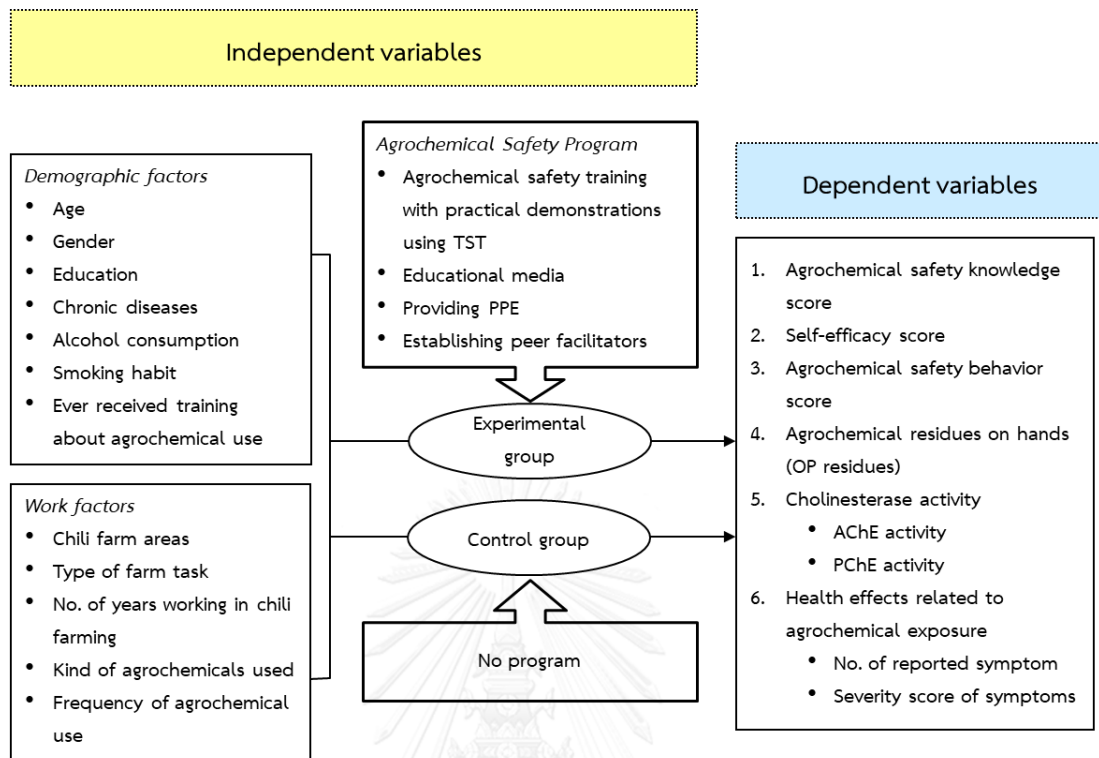 Independent variables
Demographic factors
• Age
• Gender
• Education
• Chronic diseases
• Alcohol consumption
• Smoking habit
• Ever received training
about agrochemical use
Work factors
• Chili farm areas
• Type of farm task
• No. of years working in chili
farming
• Kind of agrochemicals used
• Frequency of agrochemical
use
Agrochemical Safety Program
• Agrochemical safety training
with practical demonstrations
using TST
• Educational media
• Providing PPE
• Establishing peer facilitators
Experimental
group
Control group
No program
Dependent variables
1. Agrochemical safety knowledge
score
2. Self-efficacy score
3. Agrochemical safety behavior
score
4. Agrochemical residues on hands
(OP residues)
5. Cholinesterase activity
• AChE activity
• PChE activity
6. Health effects related to
agrochemical exposure
• No. of reported symptom
• Severity score of symptoms